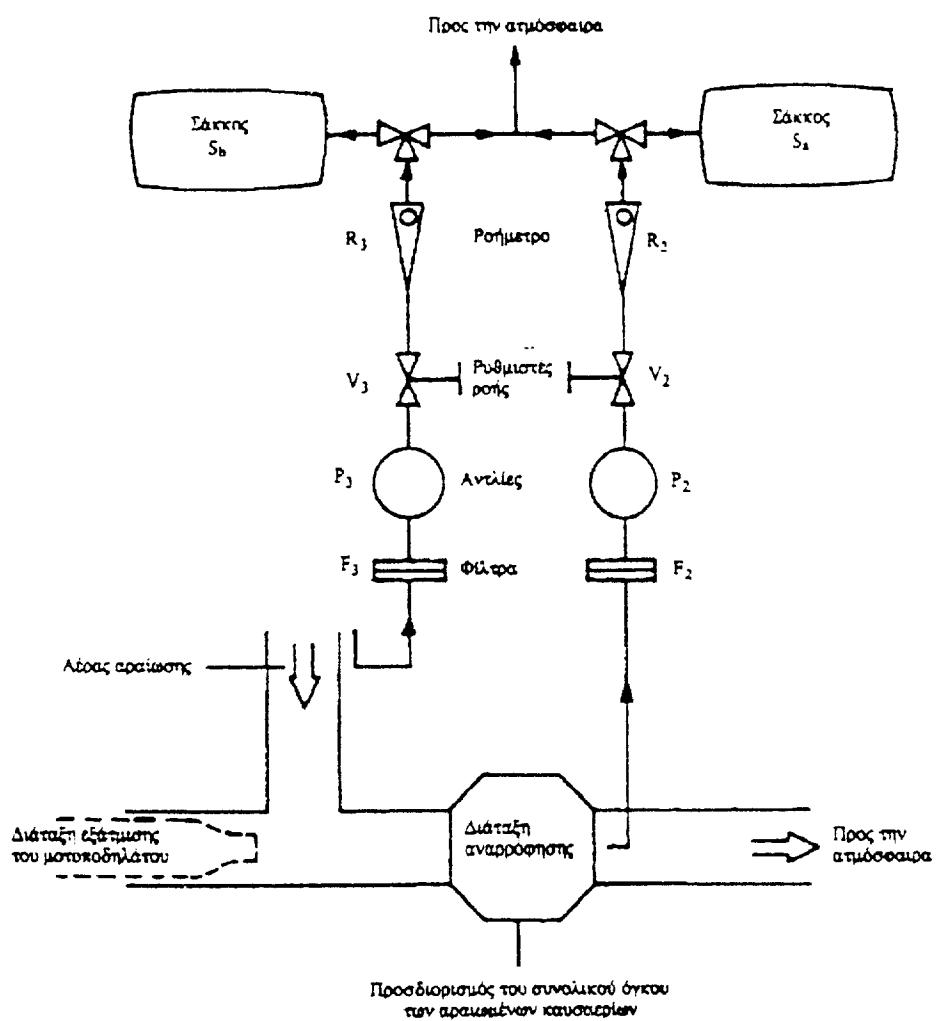 Προς την ατμόσφαιρα
Σάκκης
Sb
Σάκκος
Sa
R3
Ροήμετρο
R2
V3
Ρυθμιστές
ροής
V2
P3
Αντλίες
P2
F3
Φίλτρα
F2
Αέρας αραίωσης
Διάταξη εξάτμισης
του μοτοποδηλάτου
Διάταξη
αναρρόφησης
Προς την
ατμόσφαιρα
Προσδιορισμός του συνολικού όγκου
των αραιωμένων καυσαερίων